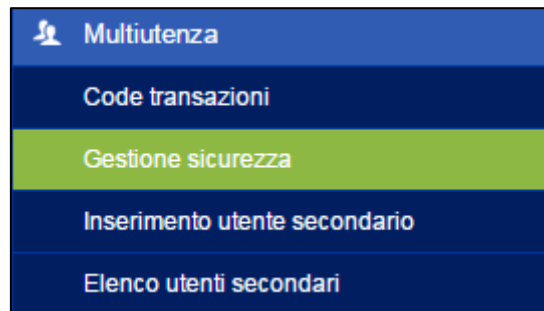 Multiutenza
Code transazioni
Gestione sicurezza
Inserimento utente secondario
Elenco utenti secondari